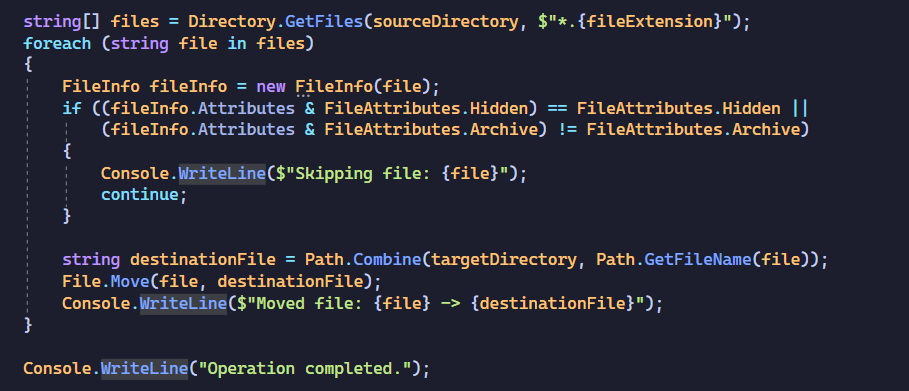 string[] files = Directory.GetFiles(sourceDirectory, $"*.{fileExtension}");
foreach (string file in files)
{
    FileInfo fileInfo = new FileInfo(file);
    if ((fileInfo.Attributes & FileAttributes.Hidden) == FileAttributes.Hidden ||
        (fileInfo.Attributes & FileAttributes.Archive) != FileAttributes.Archive)
    {
        Console.WriteLine($"Skipping file: {file}");
        continue;
    }

    string destinationFile = Path.Combine(targetDirectory, Path.GetFileName(file));
    File.Move(file, destinationFile);
    Console.WriteLine($"Moved file: {file} -> {destinationFile}");
}

Console.WriteLine("Operation completed.");